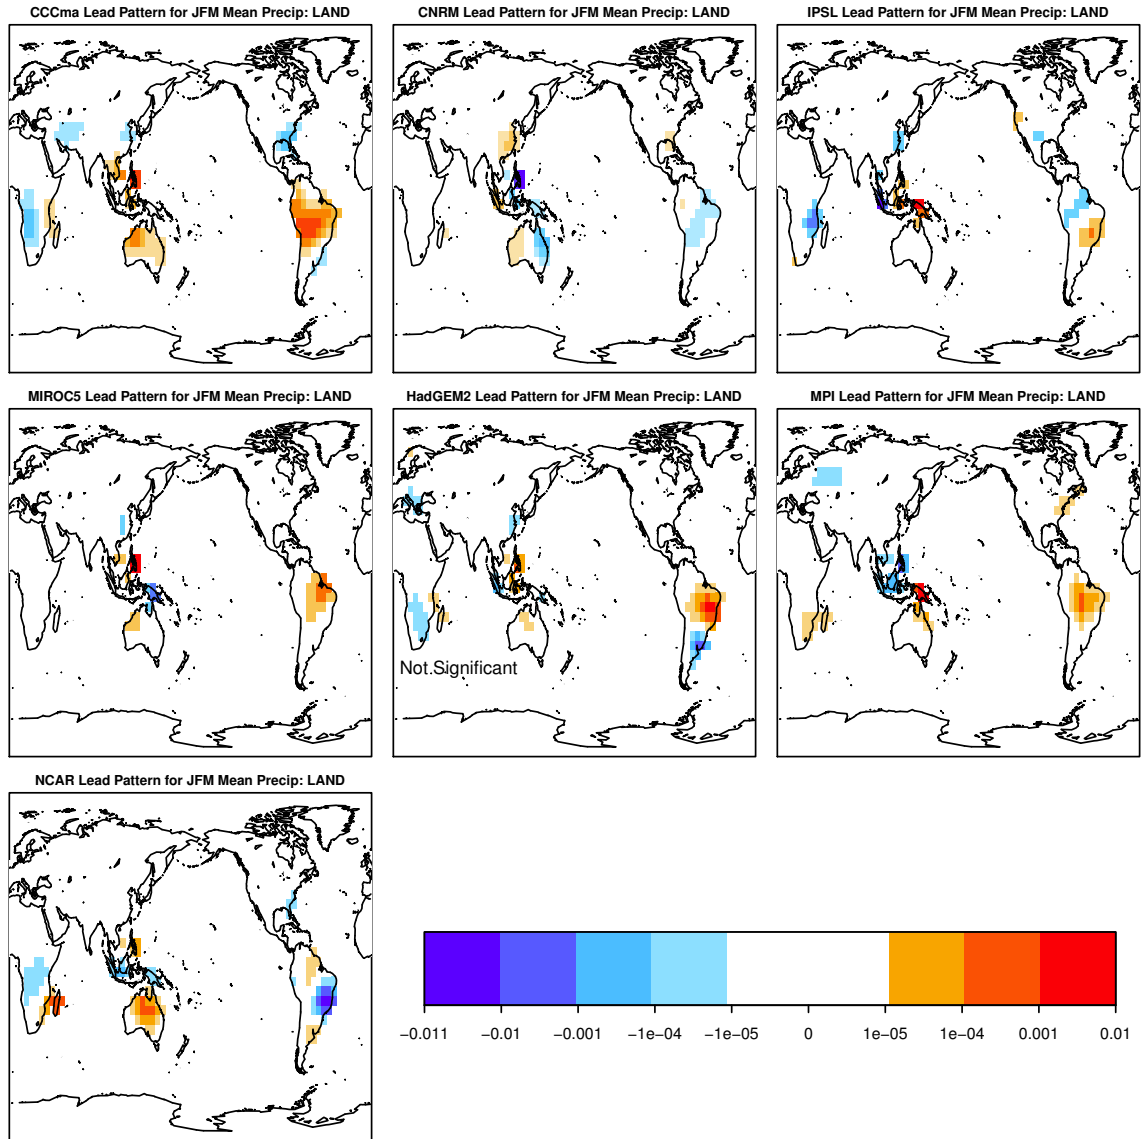 CCCma Lead Pattern for JFM Mean Precip: LAND
CNRM Lead Pattern for JFM Mean Precip: LAND
IPSL Lead Pattern for JFM Mean Precip: LAND
MIROC5 Lead Pattern for JFM Mean Precip: LAND
HadGEM2 Lead Pattern for JFM Mean Precip: LAND
MPI Lead Pattern for JFM Mean Precip: LAND
Not.Significant
NCAR Lead Pattern for JFM Mean Precip: LAND
−0.011 −0.01 −0.001 −1e−04 −1e−05 0 1e−05 1e−04 0.001 0.01